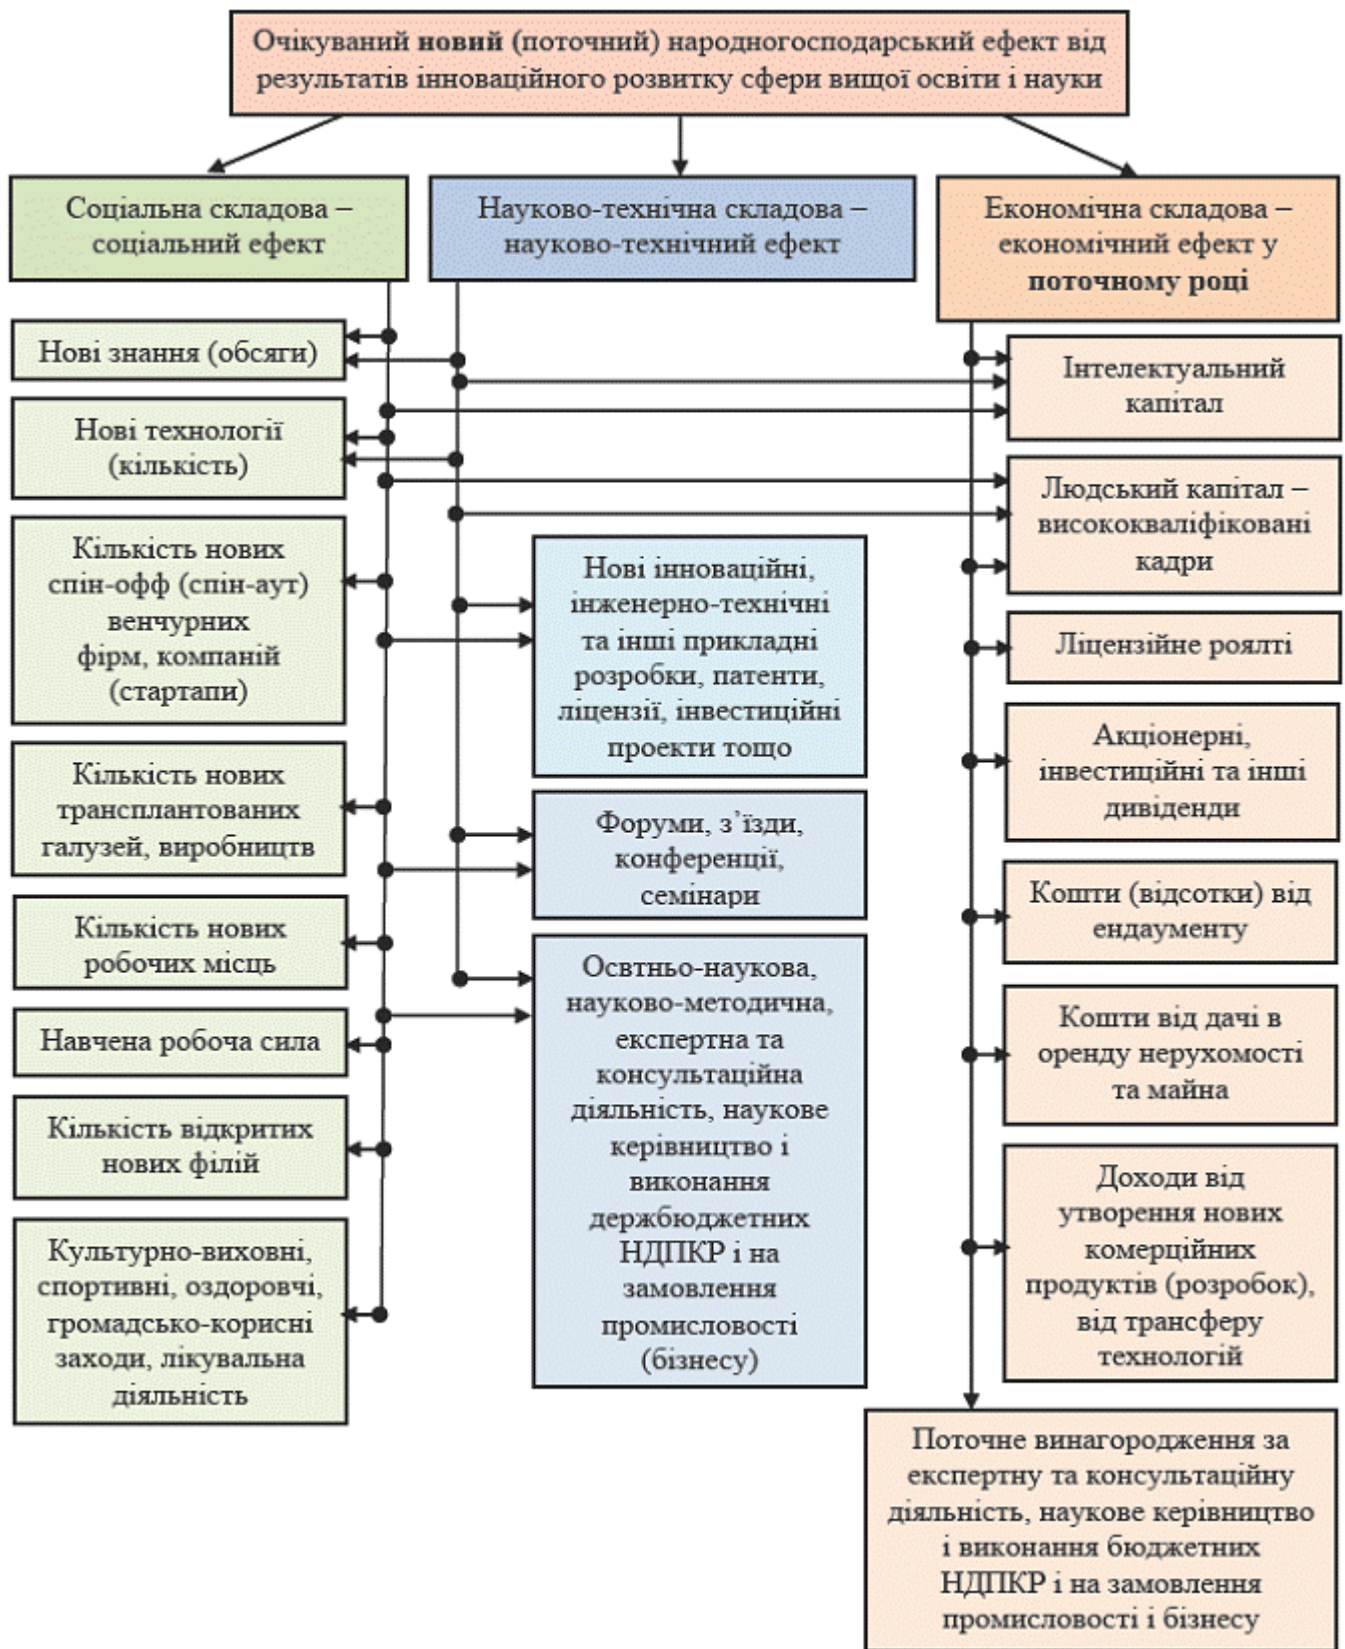 Очікуваний новий (поточний) народногосподарський ефект від
результатів інноваційного розвитку сфери вищої освіти і науки
Соціальна складова –
соціальний ефект
Науково-технічна складова –
науково-технічний ефект
Економічна складова –
економічний ефект у
поточному році
Нові знання (обсяги)
Нові технології
(кількість)
Кількість нових
спін-офф (спін-аут)
венчурних
фірм, компаній
(стартапи)
Кількість нових
трансплантованих
галузей, виробництв
Кількість нових
робочих місць
Навчена робоча сила
Кількість відкритих
нових філій
Культурно-виховні,
спортивні, оздоровчі,
громадсько-корисні
заходи, лікувальна
діяльність
Нові інноваційні,
інженерно-технічні
та інші прикладні
розробки, патенти,
ліцензії, інвестиційні
проекти тощо
Форуми, з’їзди,
конференції,
семінари
Освтньо-наукова,
науково-методична,
експертна та
консультаційна
діяльність, наукове
керівництво і
виконання
держбюджетних
НДПКР і на
замовлення
промисловості
(бізнесу)
Інтелектуальний
капітал
Людський капітал –
висококваліфіковані
кадри
Ліцензійне роялті
Акціонерні,
інвестиційні та інші
дивіденди
Кошти (відсотки) від
ендаументу
Кошти від дачі в
оренду нерухомості
та майна
Доходи від
утворення нових
комерційних
продуктів (розробок),
від трансферу
технологій
Поточне винагородження за
експертну та консультаційну
діяльність, наукове керівництво
і виконання бюджетних
НДПКР і на замовлення
промисловості і бізнесу